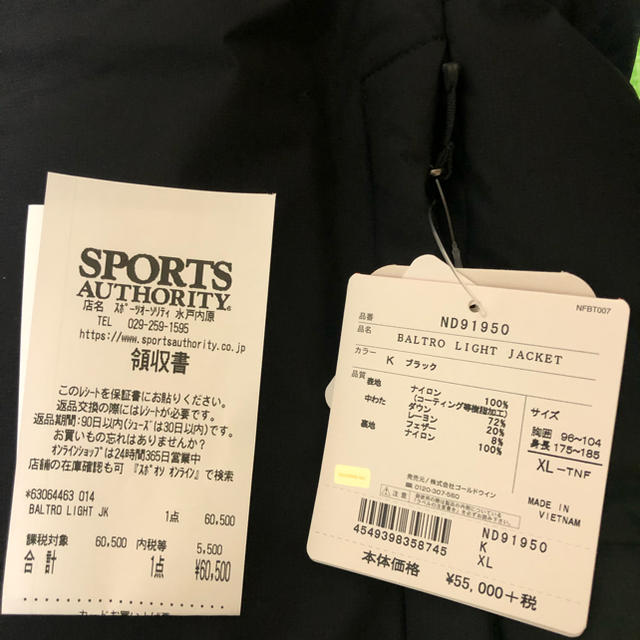 SPORTS
AUTHORITY
店名 スポーツオーソリティ 水戸内原
TEL 029-259-1595
https://www.sportsauthority.co.jp
領収書
このレシートを保証書にお貼りください。
返品交換の際にはレシートが必要です。
返品期間:90日以内(シューズは30日以内)です。
お買いもの忘れはありませんか?
オンラインショップは24時間365日営業中
店舗の在庫確認も可『スポオソ オンライン』で検索
*63064463 014
BALTRO LIGHT JK 1点 60,500
課税対象 60,500 内税等 5,500
合計 1点 ¥60,500
NFBT007
品番 ND91950
品名 BALTRO LIGHT JACKET
カラー K ブラック
品質 表地 ナイロン 100%
(コーティング等樹脂加工)
中わた ダウン 72%
レーヨン 20%
フェザー 8%
裏地 ナイロン 100%
サイズ
胸囲 96~104
身長 175~185
XL-TNF
発売元/株式会社ゴールドウイン
0120-307-560
注意
MADE IN
VIETNAM
4549398358745
ND91950
K
XL
本体価格 ¥55,000+税